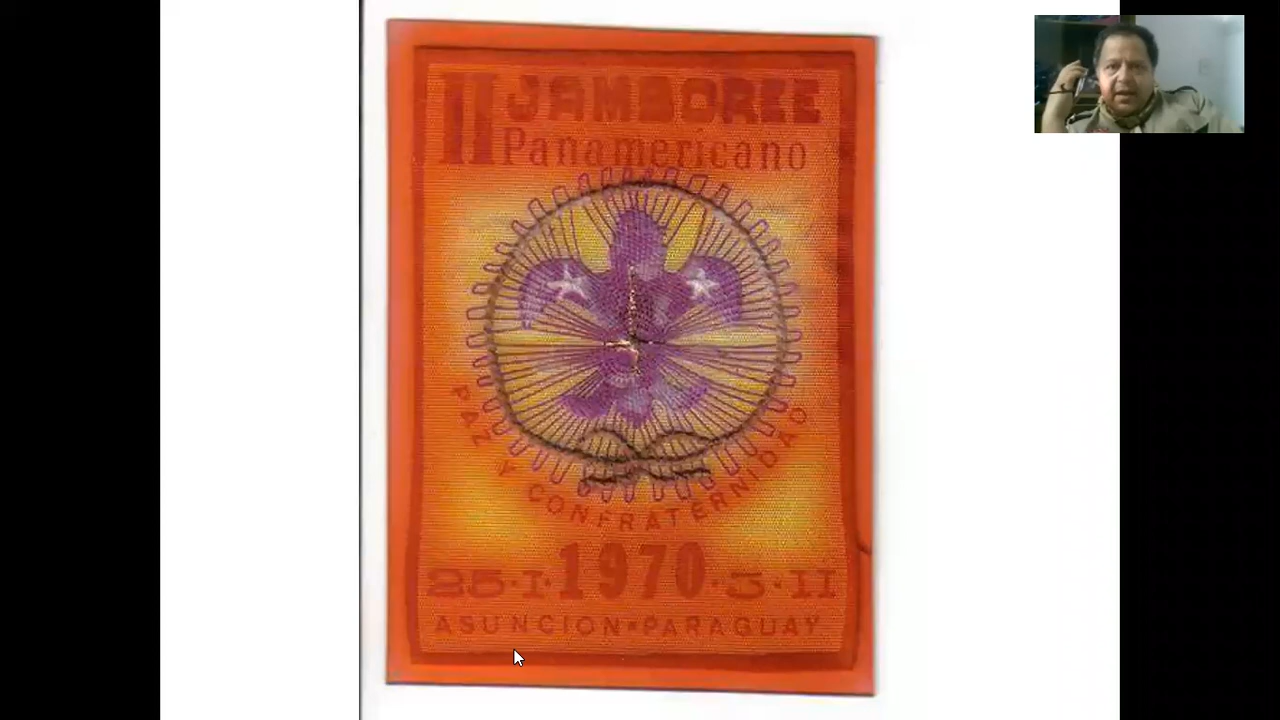 II JAMBOREE
Panamericano
PAZ Y CONFRATERNIDAD
25·I·1970·3·II
ASUNCION-PARAGUAY